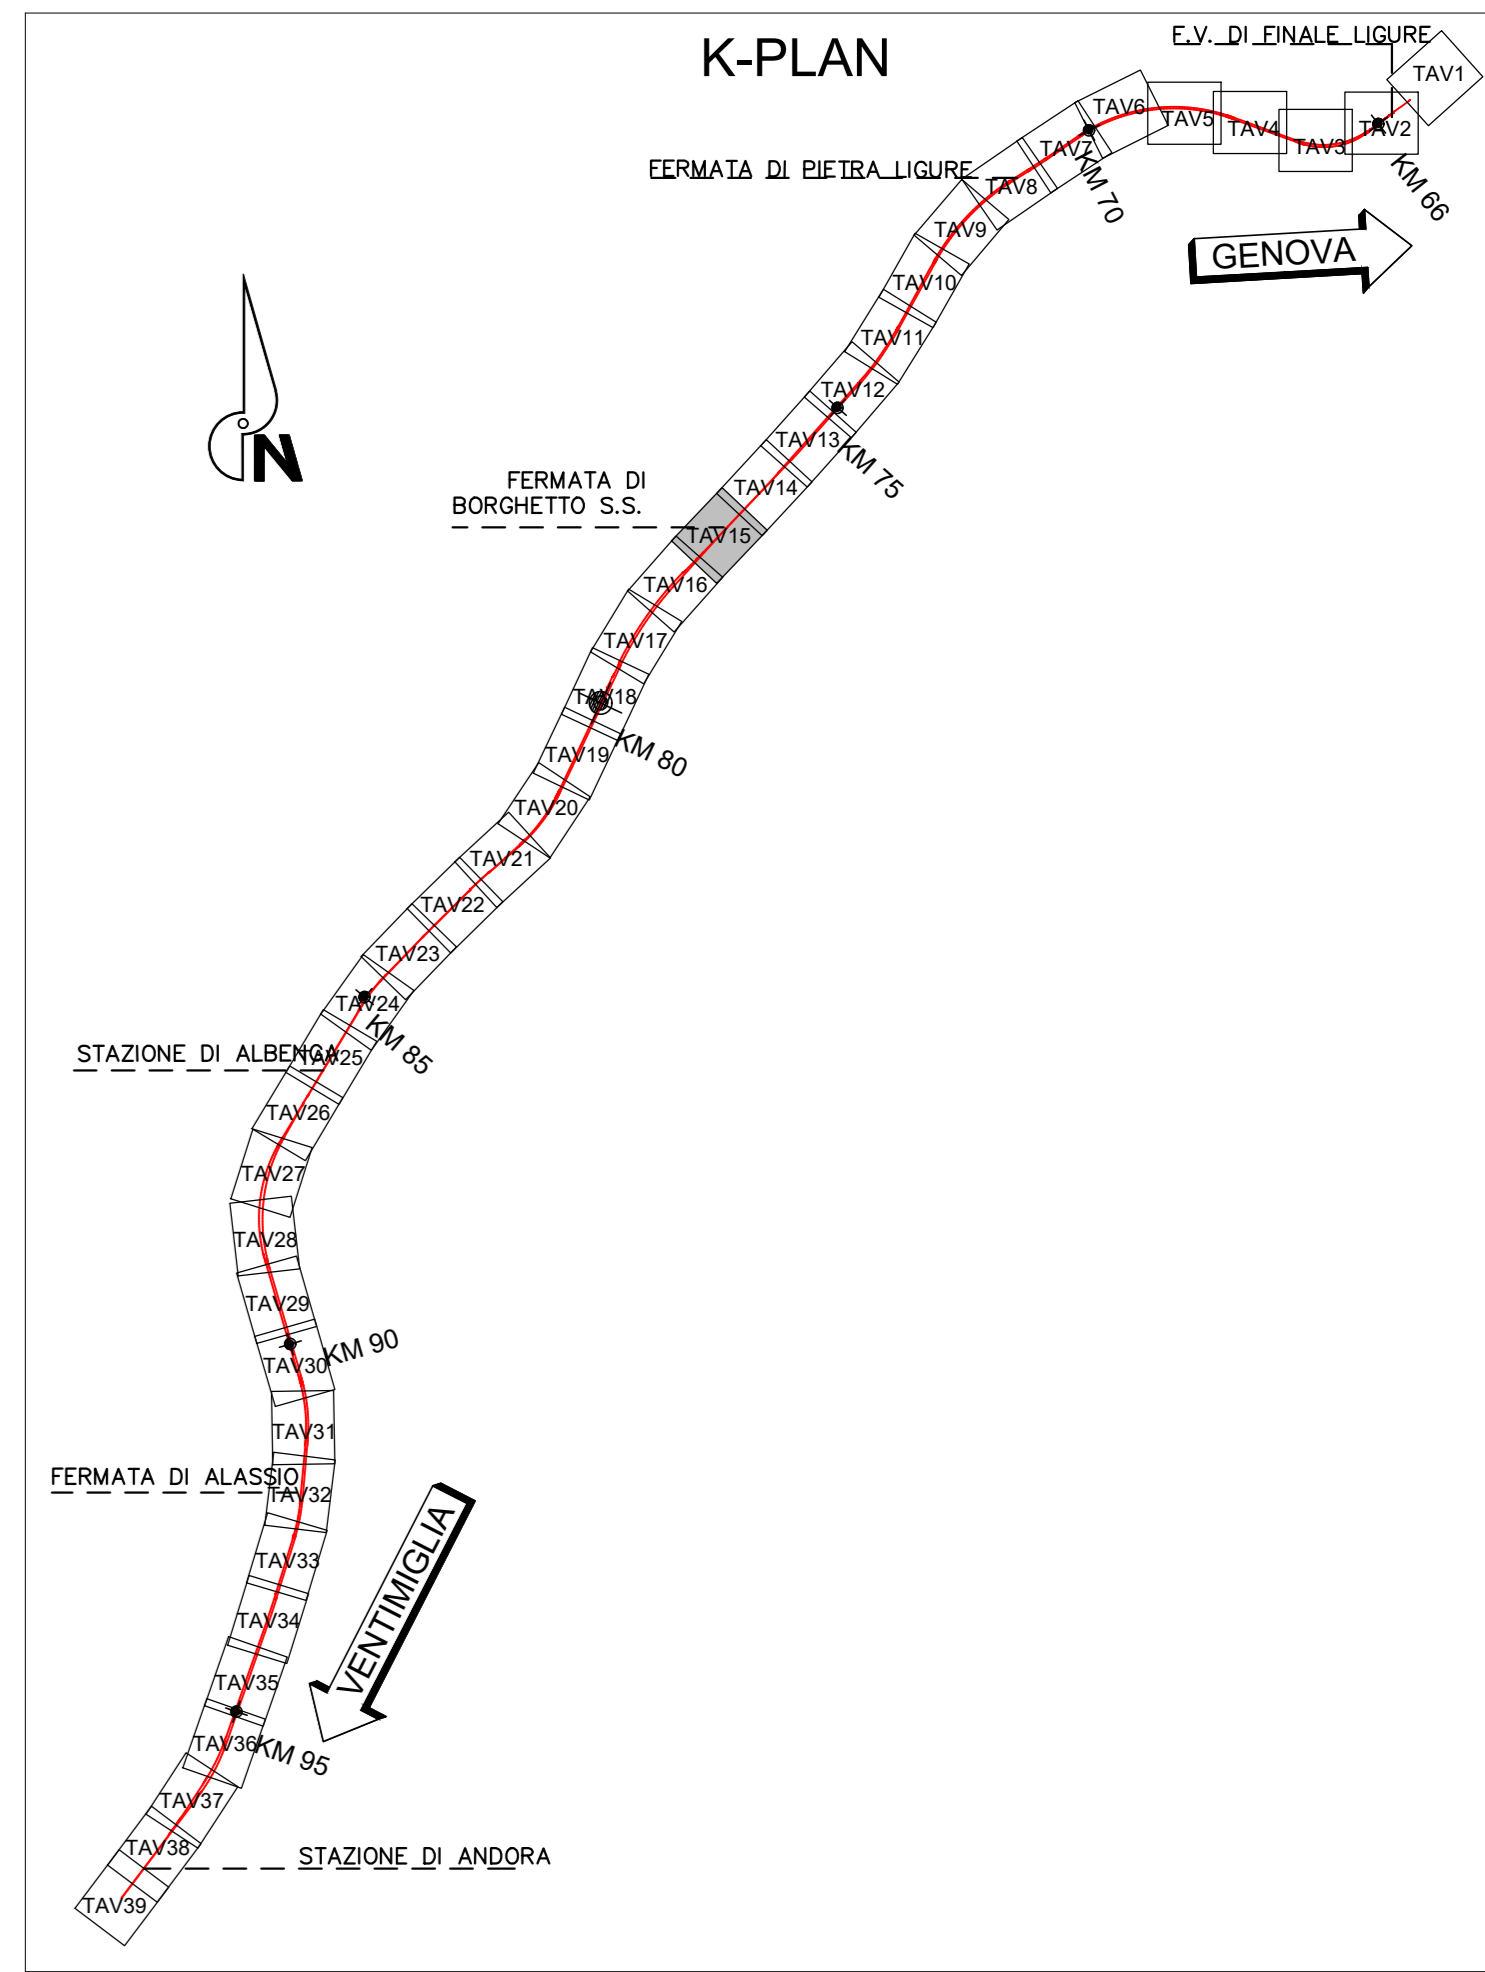 K-PLAN
F.V. DI FINALE LIGURE
TAV1
TAV2
TAV3
TAV4
TAV5
TAV6
TAV7
KM 66
KM 70
FERMATA DI PIETRA LIGURE
TAV8
TAV9
GENOVA
TAV10
TAV11
TAV12
TAV13
KM 75
N
FERMATA DI
BORGHETTO S.S.
TAV14
TAV15
TAV16
TAV17
TAV18
KM 80
TAV19
TAV20
TAV21
TAV22
TAV23
TAV24
KM 85
STAZIONE DI ALBENGA
TAV25
TAV26
TAV27
TAV28
TAV29
KM 90
TAV30
TAV31
FERMATA DI ALASSIO
TAV32
VENTIMIGLIA
TAV33
TAV34
TAV35
TAV36
KM 95
TAV37
TAV38
STAZIONE DI ANDORA
TAV39